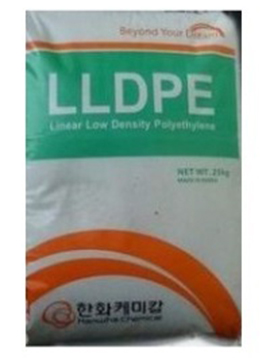 Beyond Your Dream
LLDPE
Linear Low Density Polyethylene
NET WT. 25kg
MADE IN KOREA
한화케미칼
Hanwha Chemical